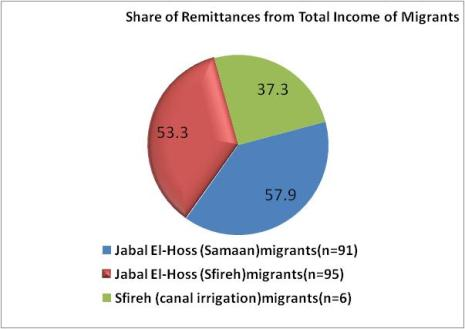 Share of Remittances from Total Income of Migrants
37.3
53.3
57.9
Jabal El-Hoss (Samaan)migrants(n=91)
Jabal El-Hoss (Sfireh)migrants(n=95)
Sfireh (canal irrigation)migrants(n=6)